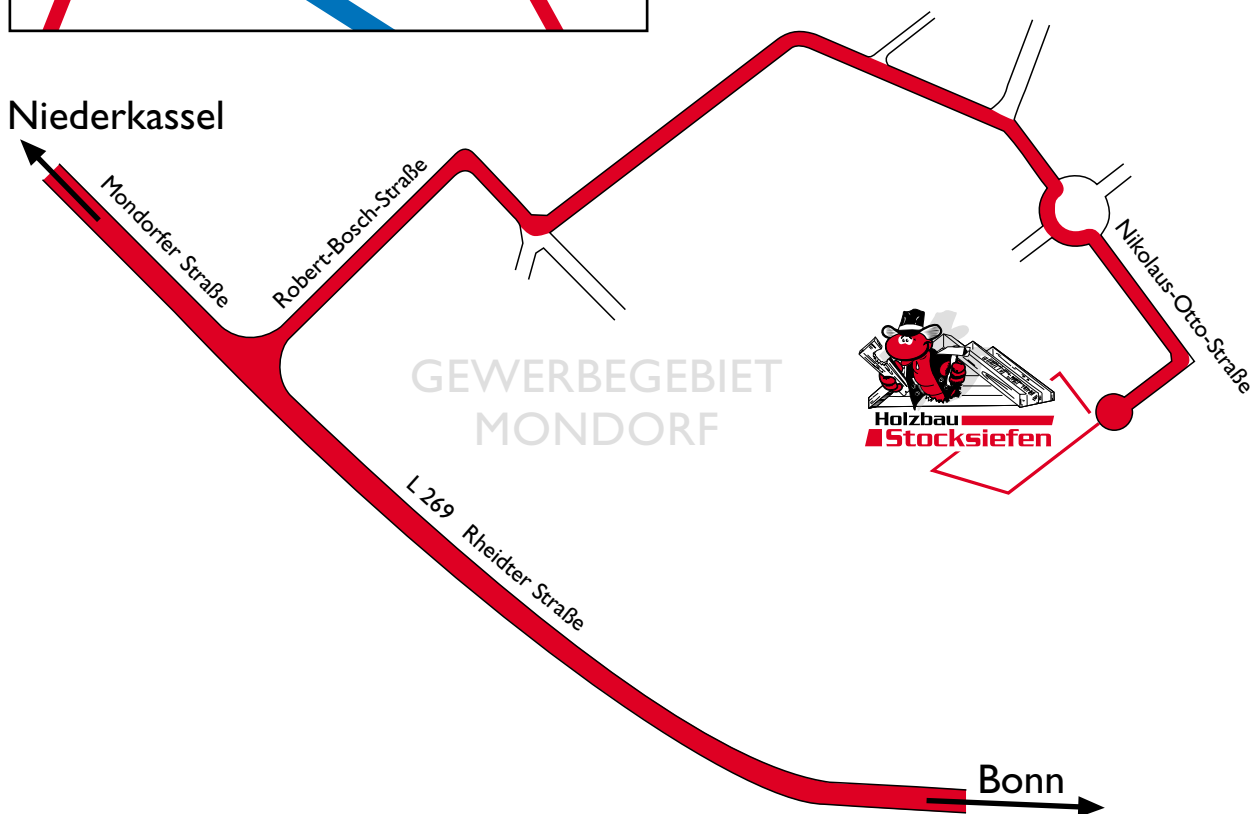 Niederkassel
Mondorfer Straße
Robert-Bosch-Straße
Nikolaus-Otto-Straße
GEWERBEGEBIET
MONDORF
Holzbau
Stocksiefen
L 269 Rheidter Straße
Bonn